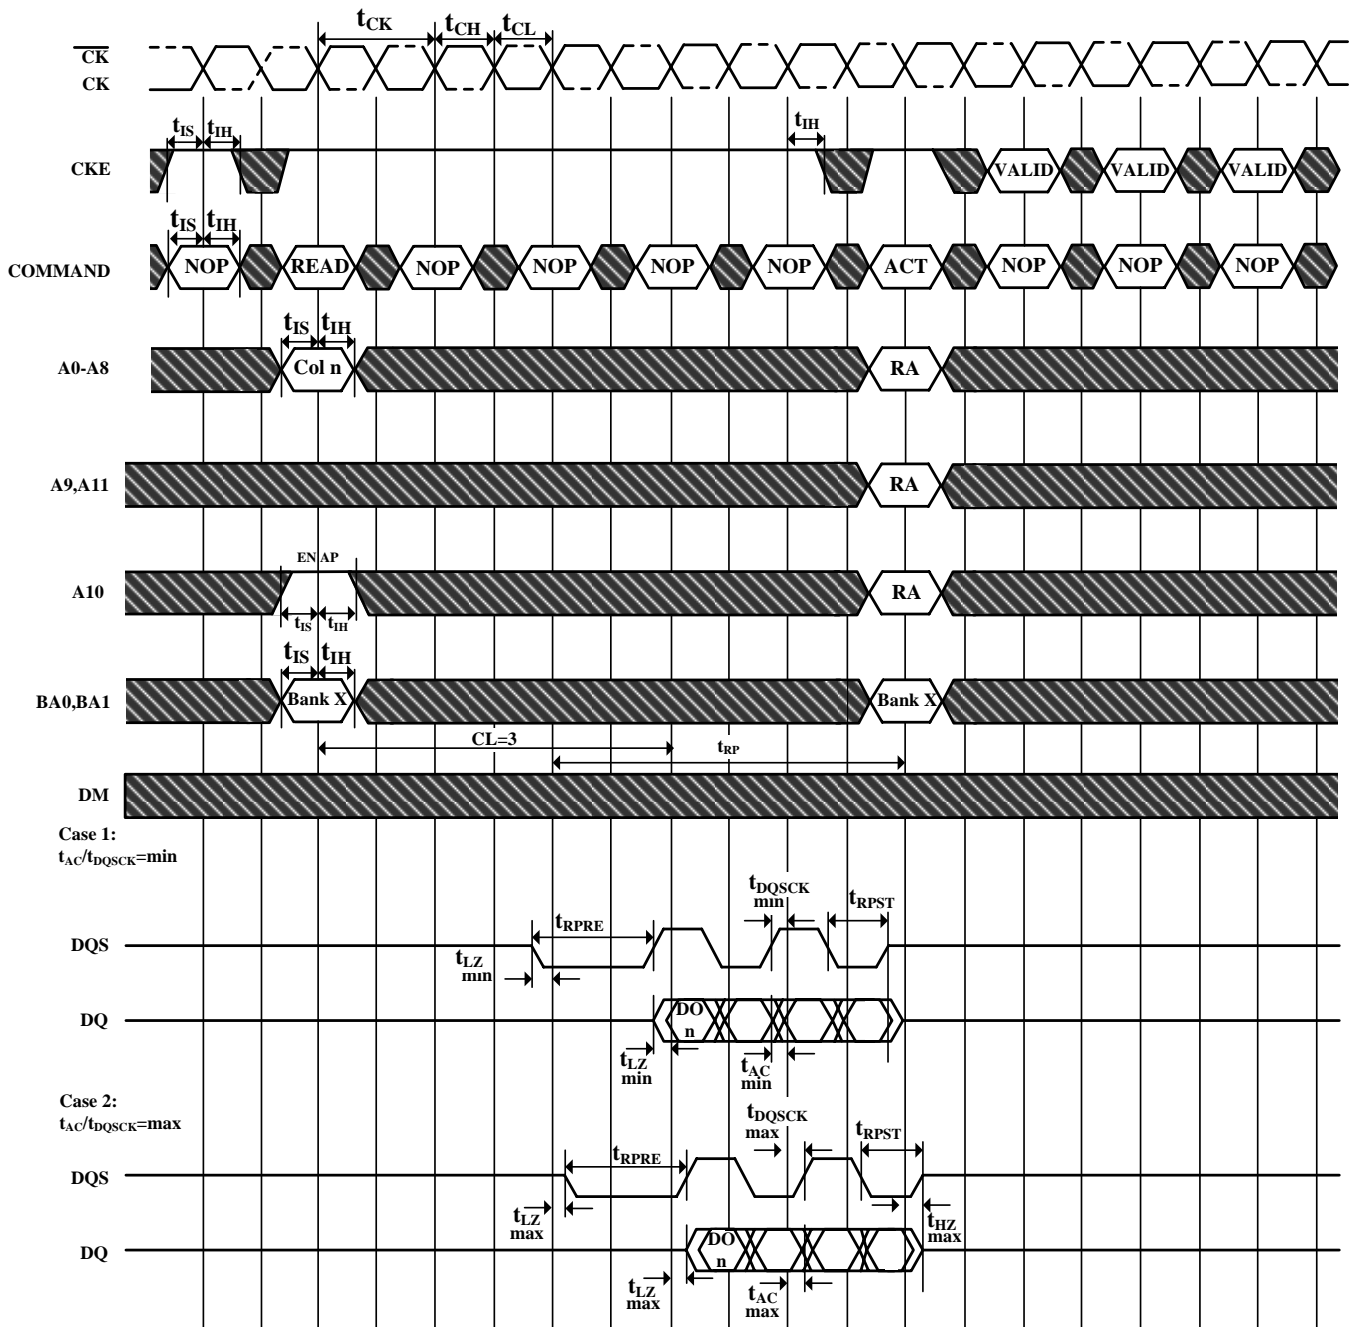 tCK tCH tCL
CK
CK
tIS tIH tIH
CKE VALID VALID VALID
tIS tIH
COMMAND NOP READ NOP NOP NOP NOP ACT NOP NOP NOP
tIS tIH
A0-A8 Col n RA
A9,A11 RA
EN AP
A10 RA
tIS tIH
tIS tIH
BA0,BA1 Bank X Bank X
CL=3 tRP
DM
Case 1:
tAC/tDQSCK=min
tDQSCK
min
tRPST
tRPRE
DQS
tLZ
min
DQ DO
n
tLZ
min
tAC
min
Case 2:
tAC/tDQSCK=max
tDQSCK
max
tRPST
tRPRE
DQS
tLZ
max
tHZ
max
DQ DO
n
tLZ
max
tAC
max